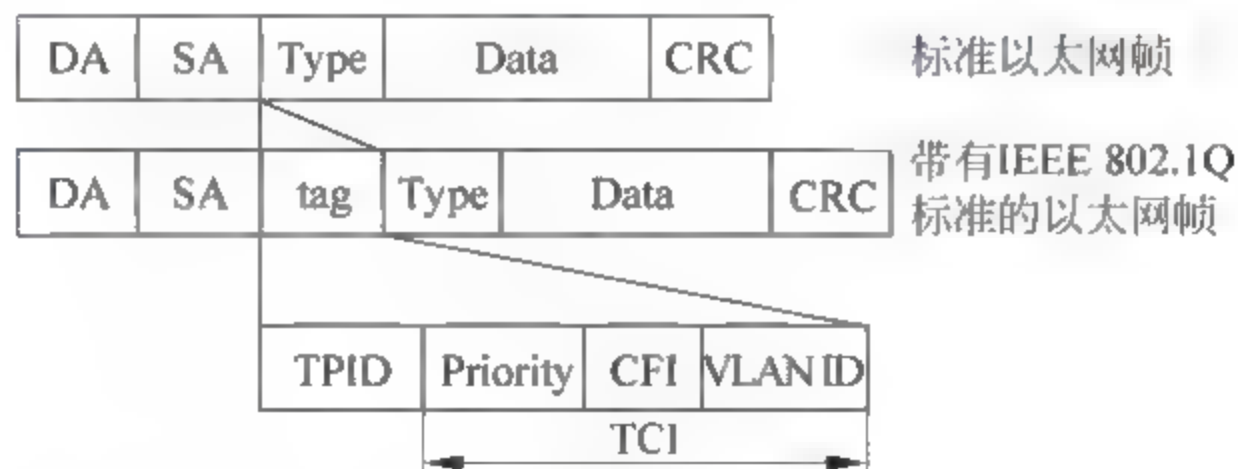 DA SA Type Data CRC 标准以太网帧
DA SA tag Type Data CRC 带有IEEE 802.1Q
标准的以太网帧
TPID Priority CFI VLAN ID
TCI